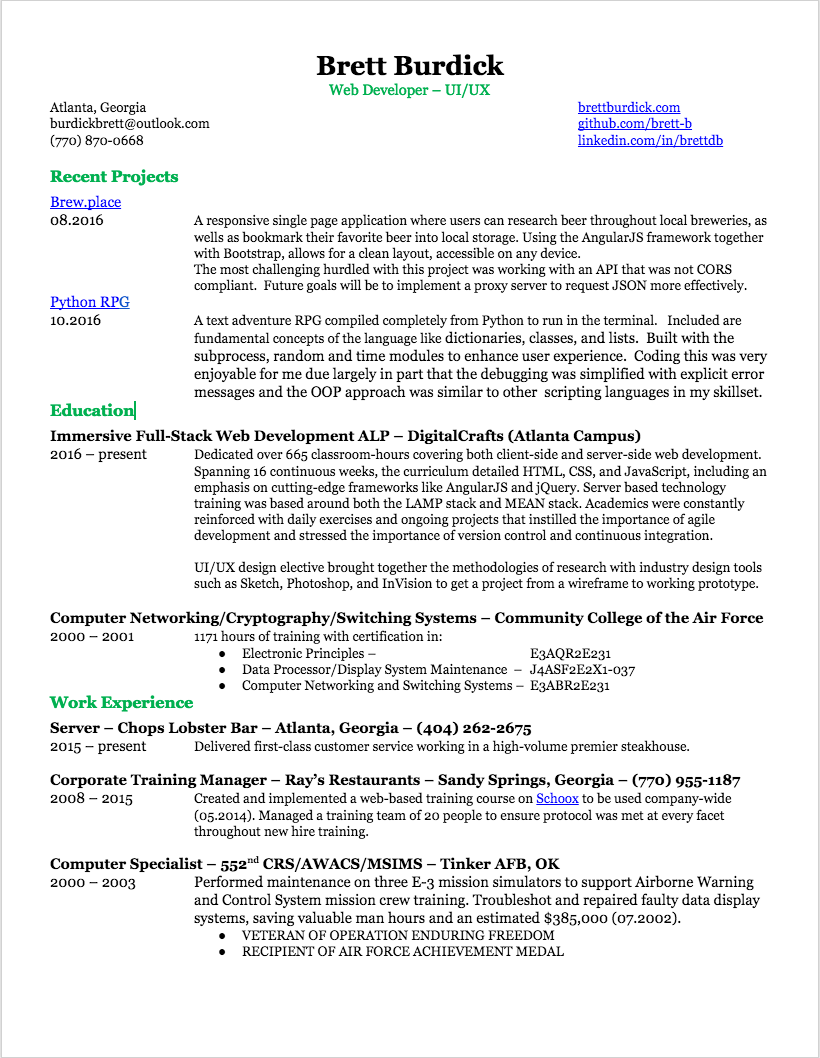 Brett Burdick
Web Developer – UI/UX
Atlanta, Georgia brettburdick.com
burdickbrett@outlook.com github.com/brett-b
(770) 870-0668 linkedin.com/in/brettdb
Recent Projects
Brew.place
08.2016 A responsive single page application where users can research beer throughout local breweries, as
wells as bookmark their favorite beer into local storage. Using the AngularJS framework together
with Bootstrap, allows for a clean layout, accessible on any device.
The most challenging hurdled with this project was working with an API that was not CORS
compliant. Future goals will be to implement a proxy server to request JSON more effectively.
Python RPG
10.2016 A text adventure RPG compiled completely from Python to run in the terminal. Included are
fundamental concepts of the language like dictionaries, classes, and lists. Built with the
subprocess, random and time modules to enhance user experience. Coding this was very
enjoyable for me due largely in part that the debugging was simplified with explicit error
messages and the OOP approach was similar to other scripting languages in my skillset.
Education
Immersive Full-Stack Web Development ALP – DigitalCrafts (Atlanta Campus)
2016 – present Dedicated over 665 classroom-hours covering both client-side and server-side web development.
Spanning 16 continuous weeks, the curriculum detailed HTML, CSS, and JavaScript, including an
emphasis on cutting-edge frameworks like AngularJS and jQuery. Server based technology
training was based around both the LAMP stack and MEAN stack. Academics were constantly
reinforced with daily exercises and ongoing projects that instilled the importance of agile
development and stressed the importance of version control and continuous integration.
UI/UX design elective brought together the methodologies of research with industry design tools
such as Sketch, Photoshop, and InVision to get a project from a wireframe to working prototype.
Computer Networking/Cryptography/Switching Systems – Community College of the Air Force
2000 – 2001 1171 hours of training with certification in:
● Electronic Principles – E3AQR2E231
● Data Processor/Display System Maintenance – J4ASF2E2X1-037
● Computer Networking and Switching Systems – E3ABR2E231
Work Experience
Server – Chops Lobster Bar – Atlanta, Georgia – (404) 262-2675
2015 – present Delivered first-class customer service working in a high-volume premier steakhouse.
Corporate Training Manager – Ray’s Restaurants – Sandy Springs, Georgia – (770) 955-1187
2008 – 2015 Created and implemented a web-based training course on Schoox to be used company-wide
(05.2014). Managed a training team of 20 people to ensure protocol was met at every facet
throughout new hire training.
Computer Specialist – 552nd CRS/AWACS/MSIMS – Tinker AFB, OK
2000 – 2003 Performed maintenance on three E-3 mission simulators to support Airborne Warning
and Control System mission crew training. Troubleshot and repaired faulty data display
systems, saving valuable man hours and an estimated $385,000 (07.2002).
● VETERAN OF OPERATION ENDURING FREEDOM
● RECIPIENT OF AIR FORCE ACHIEVEMENT MEDAL